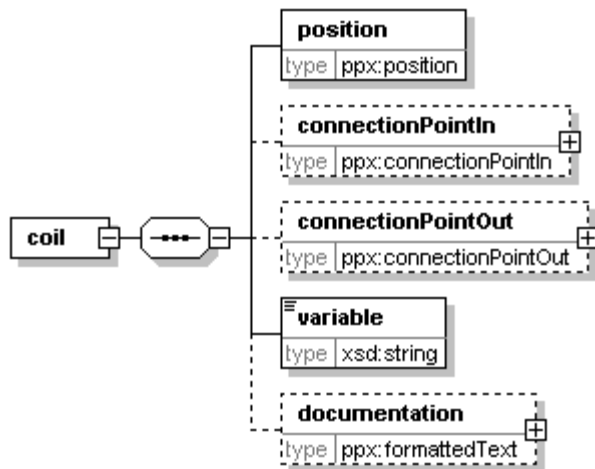 position
type ppx:position
connectionPointIn
type ppx:connectionPointIn
coil
connectionPointOut
type ppx:connectionPointOut
variable
type xsd:string
documentation
type ppx:formattedText